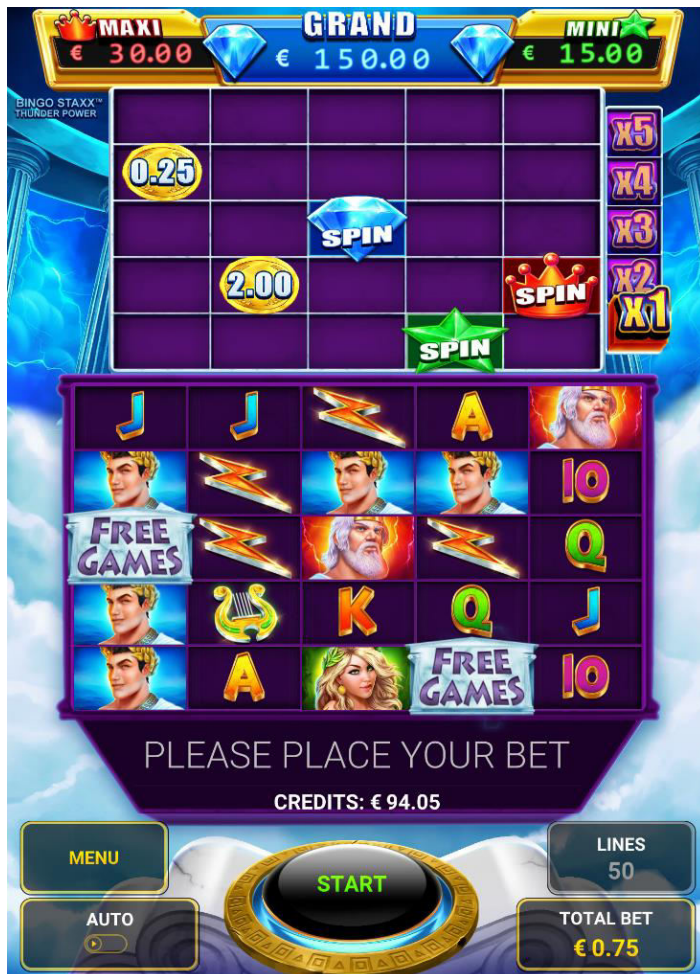 MAXI
€ 30.00
GRAND
€ 150.00
MINI
€ 15.00
BINGO STAXX™
THUNDER POWER
x5
0.25
x4
SPIN
x3
2.00
SPIN
x2
x1
SPIN
J J A
10
FREE
GAMES
Q
K Q J
A
FREE
GAMES
10
PLEASE PLACE YOUR BET
CREDITS: € 94.05
MENU
START
LINES
50
AUTO
TOTAL BET
€ 0.75